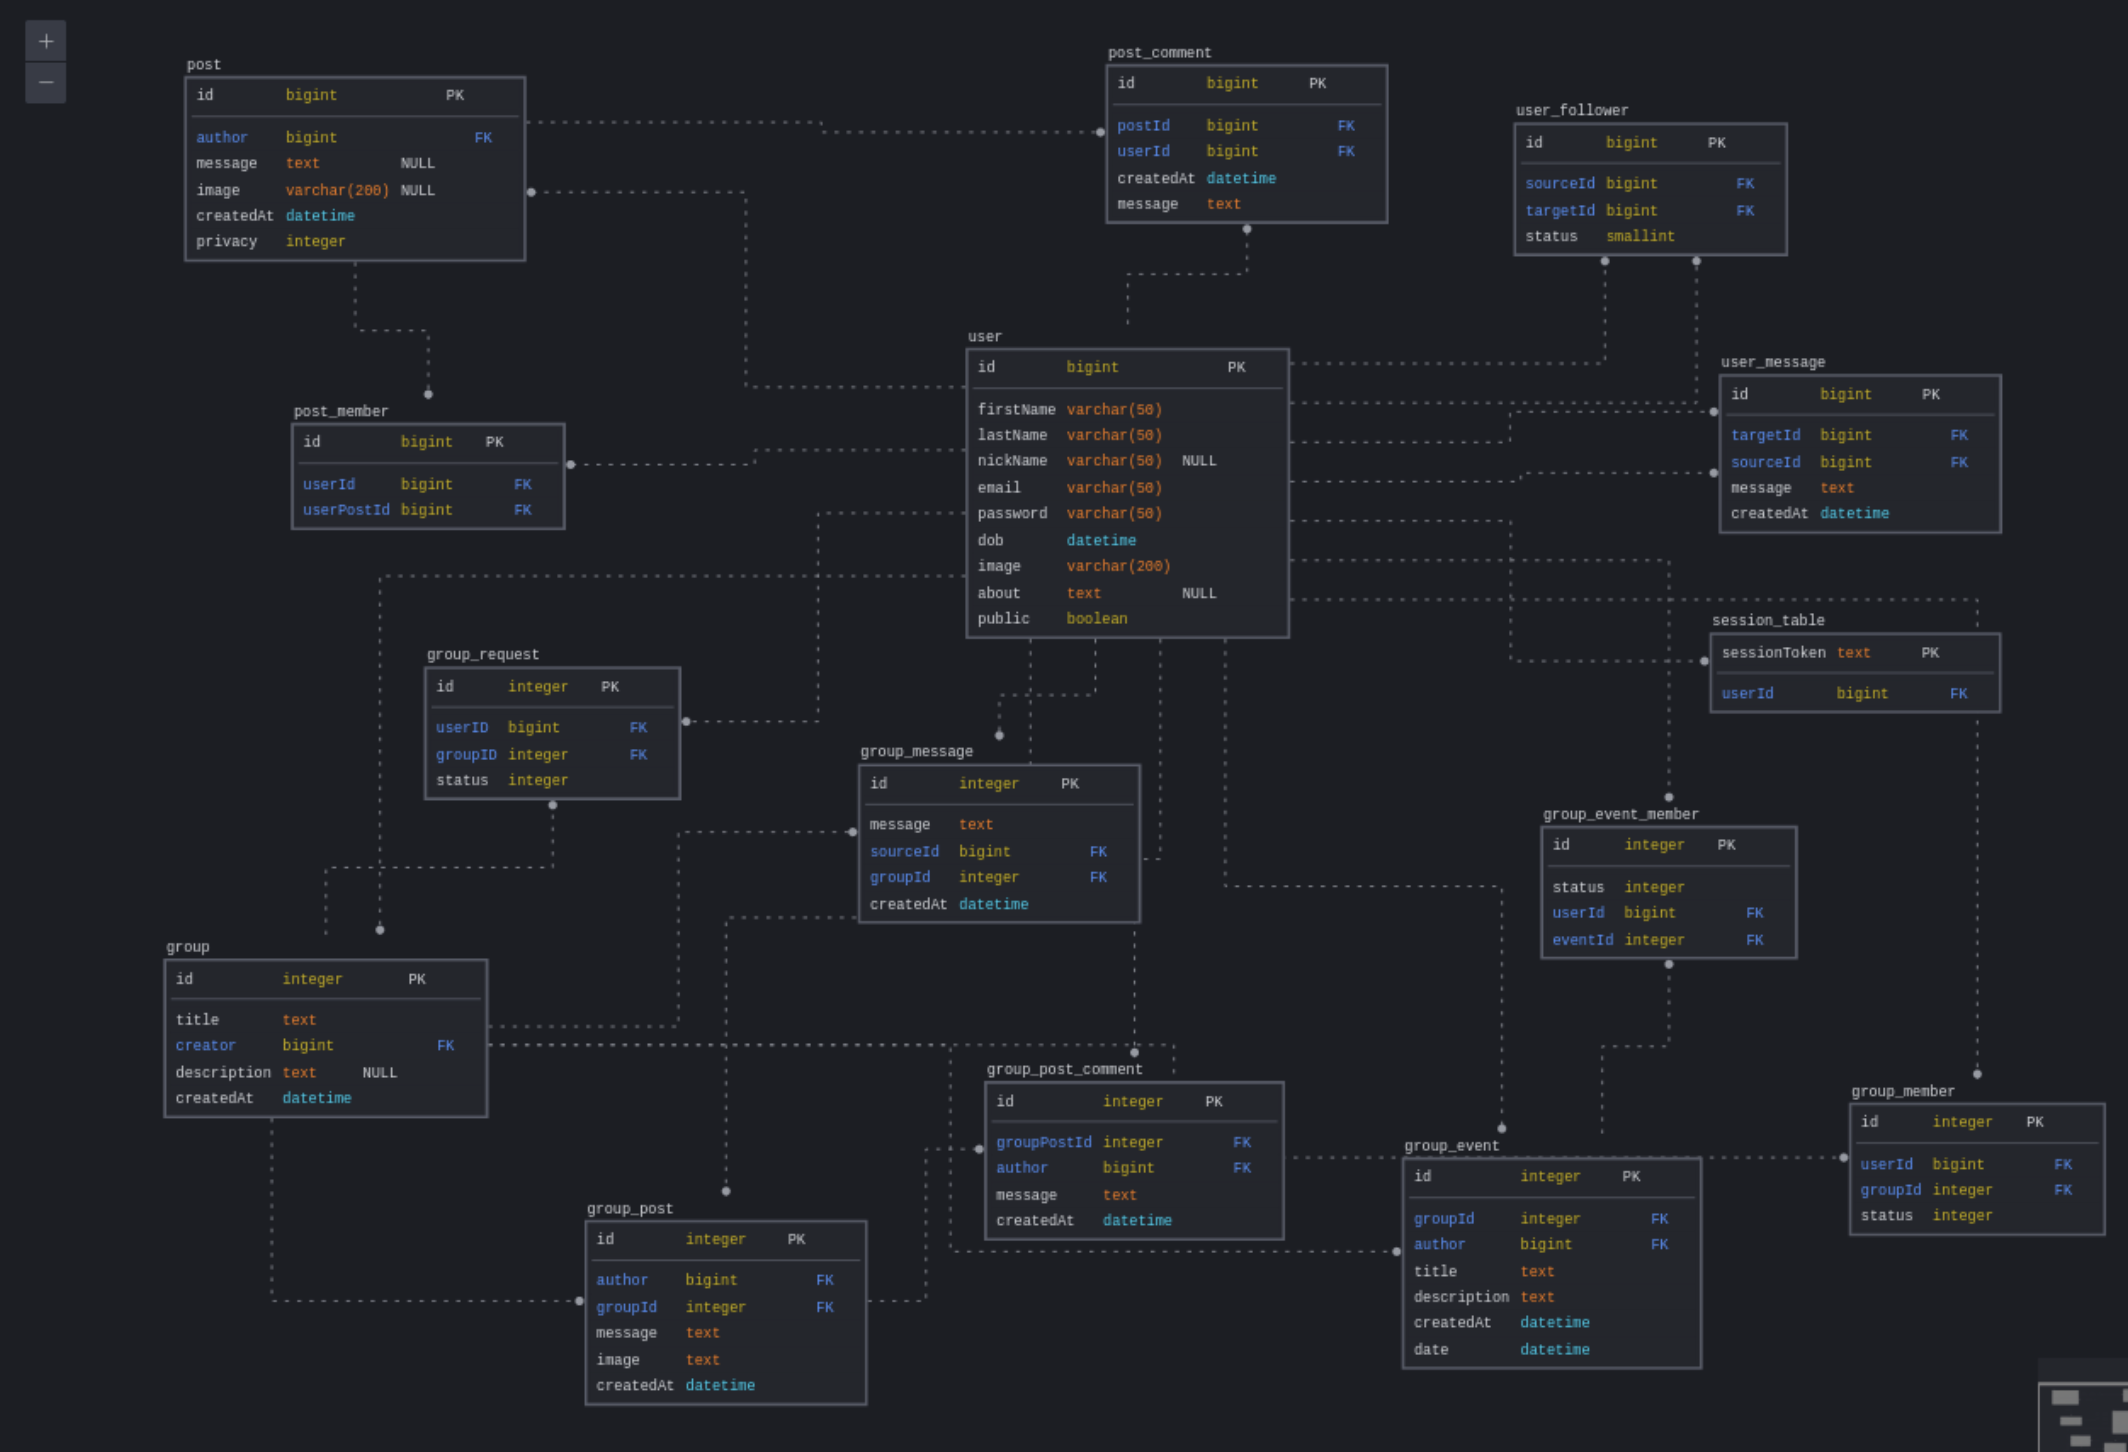 +
−
post
id bigint PK
author bigint FK
message text NULL
image varchar(200) NULL
createdAt datetime
privacy integer
post_comment
id bigint PK
postId bigint FK
userId bigint FK
createdAt datetime
message text
user_follower
id bigint PK
sourceId bigint FK
targetId bigint FK
status smallint
user
id bigint PK
firstName varchar(50)
lastName varchar(50)
nickName varchar(50) NULL
email varchar(50)
password varchar(50)
dob datetime
image varchar(200)
about text NULL
public boolean
user_message
id bigint PK
targetId bigint FK
sourceId bigint FK
message text
createdAt datetime
post_member
id bigint PK
userId bigint FK
userPostId bigint FK
session_table
sessionToken text PK
userId bigint FK
group_request
id integer PK
userID bigint FK
groupID integer FK
status integer
group_message
id integer PK
message text
sourceId bigint FK
groupId integer FK
createdAt datetime
group_event_member
id integer PK
status integer
userId bigint FK
eventId integer FK
group
id integer PK
title text
creator bigint FK
description text NULL
createdAt datetime
group_post_comment
id integer PK
groupPostId integer FK
author bigint FK
message text
createdAt datetime
group_member
id integer PK
userId bigint FK
groupId integer FK
status integer
group_event
id integer PK
groupId integer FK
author bigint FK
title text
description text
createdAt datetime
date datetime
group_post
id integer PK
author bigint FK
groupId integer FK
message text
image text
createdAt datetime